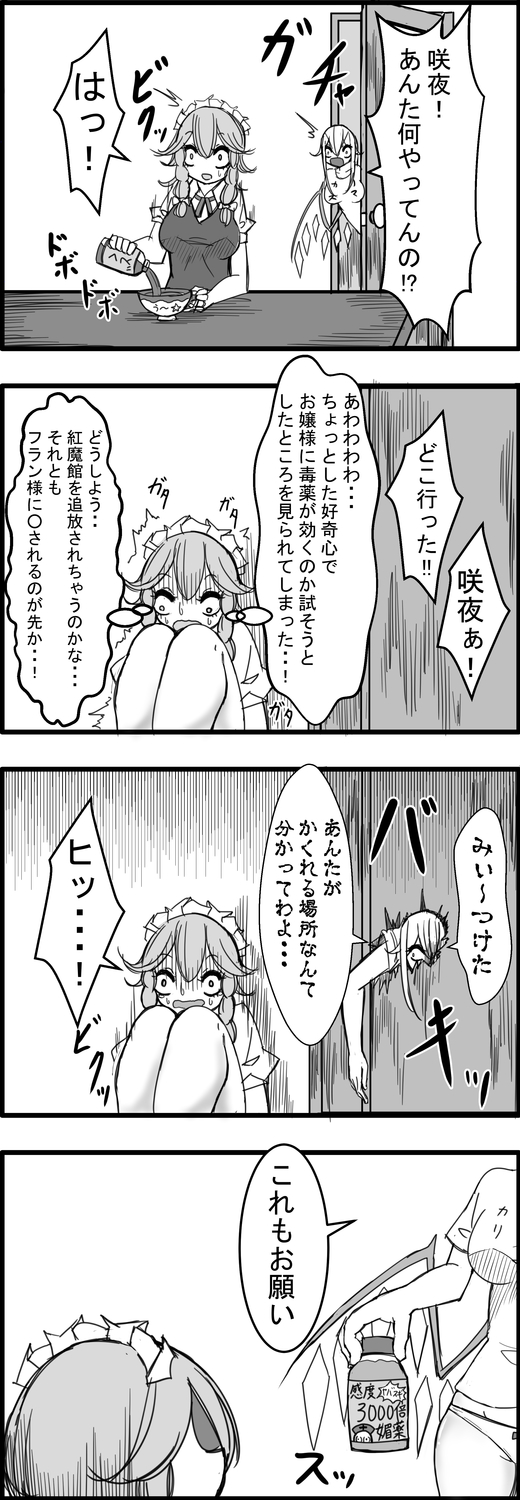 咲夜！
あんた何やってんの⁉
ガチャ
ビクッ
はっ！
ドボドボ
う～☆
どこ行った‼
咲夜ぁ！
あわわわわ・・・
ちょっとした好奇心で
お嬢様に毒薬が効くのか試そうと
したところを見られてしまった・・！
ガタ
ガタ
ガタ
どうしよう・・
紅魔館を追放されちゃうのかな・・・
それとも
フラン様に〇されるのが先か・・！
みぃ～つけた
バキッ
あんたが
かくれる場所なんて
分かってわよ・・・
ヒッ・・・！
ビクッ
これもお願い
カリ
感度
3000倍
媚薬
スッ